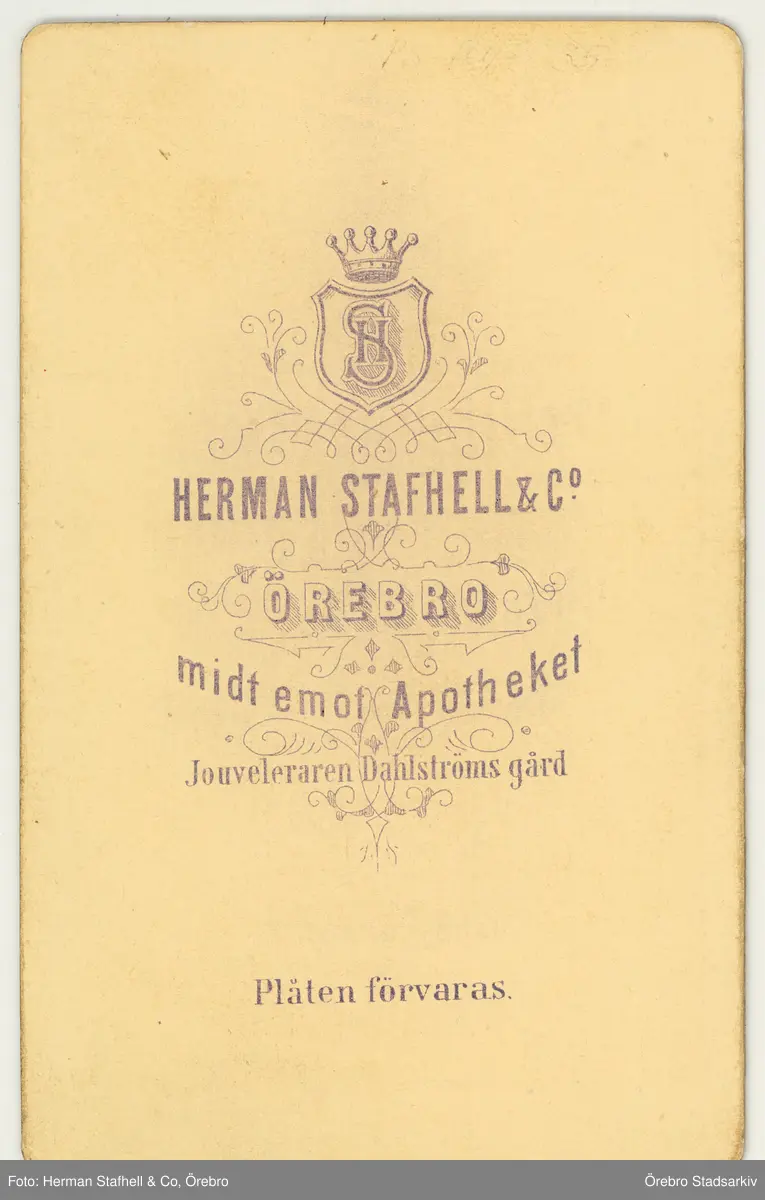 HS
HERMAN STAFHELL & Cº
ÖREBRO
midt emot Apotheket
Jouveleraren Dahlströms gård
Plåten förvaras.
Foto: Herman Stafhell & Co, Örebro
Örebro Stadsarkiv